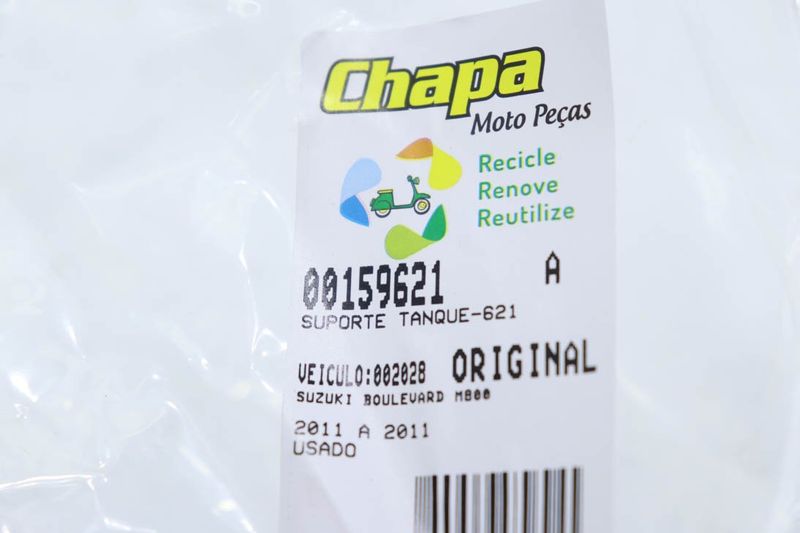 Chapa
Moto Peças
Recicle
Renove
Reutilize
00159621 A
SUPORTE TANQUE-621
VEICULO:002028 ORIGINAL
SUZUKI BOULEVARD M800
2011 A 2011
USADO